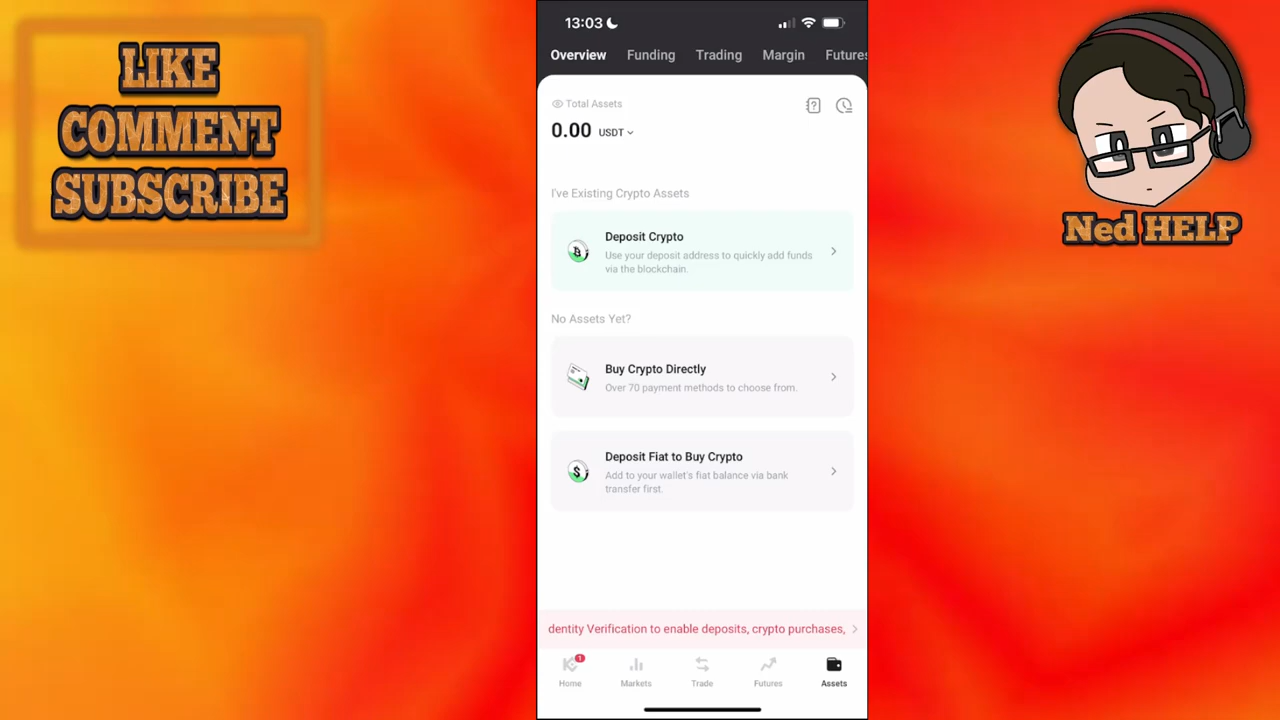 LIKE
COMMENT
SUBSCRIBE
13:03
Overview Funding Trading Margin Futures
Total Assets
0.00 USDT
I've Existing Crypto Assets
Deposit Crypto
Use your deposit address to quickly add funds
via the blockchain.
No Assets Yet?
Buy Crypto Directly
Over 70 payment methods to choose from.
Deposit Fiat to Buy Crypto
Add to your wallet's fiat balance via bank
transfer first.
dentity Verification to enable deposits, crypto purchases,
1
Home Markets Trade Futures Assets
Ned HELP